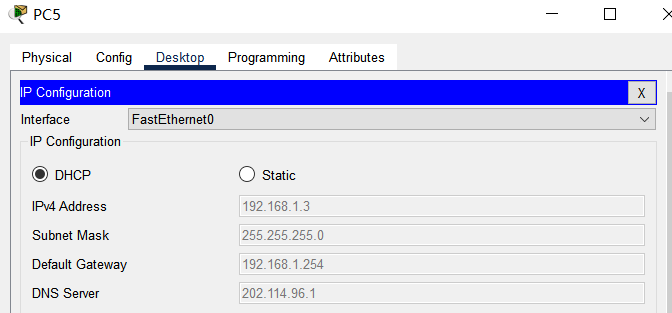 PC5
Physical Config Desktop Programming Attributes
IP Configuration X
Interface FastEthernet0
IP Configuration
DHCP Static
IPv4 Address 192.168.1.3
Subnet Mask 255.255.255.0
Default Gateway 192.168.1.254
DNS Server 202.114.96.1